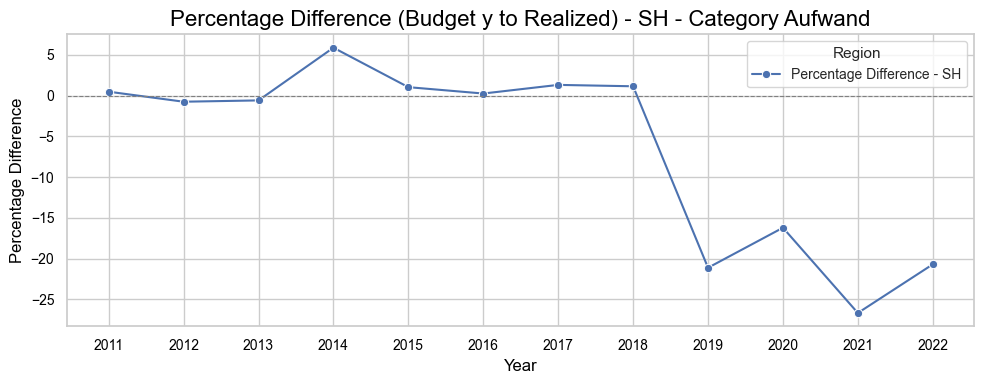 Percentage Difference (Budget y to Realized) - SH - Category Aufwand
Region
Percentage Difference - SH
Percentage Difference
5
0
−5
−10
−15
−20
−25
2011 2012 2013 2014 2015 2016 2017 2018 2019 2020 2021 2022
Year